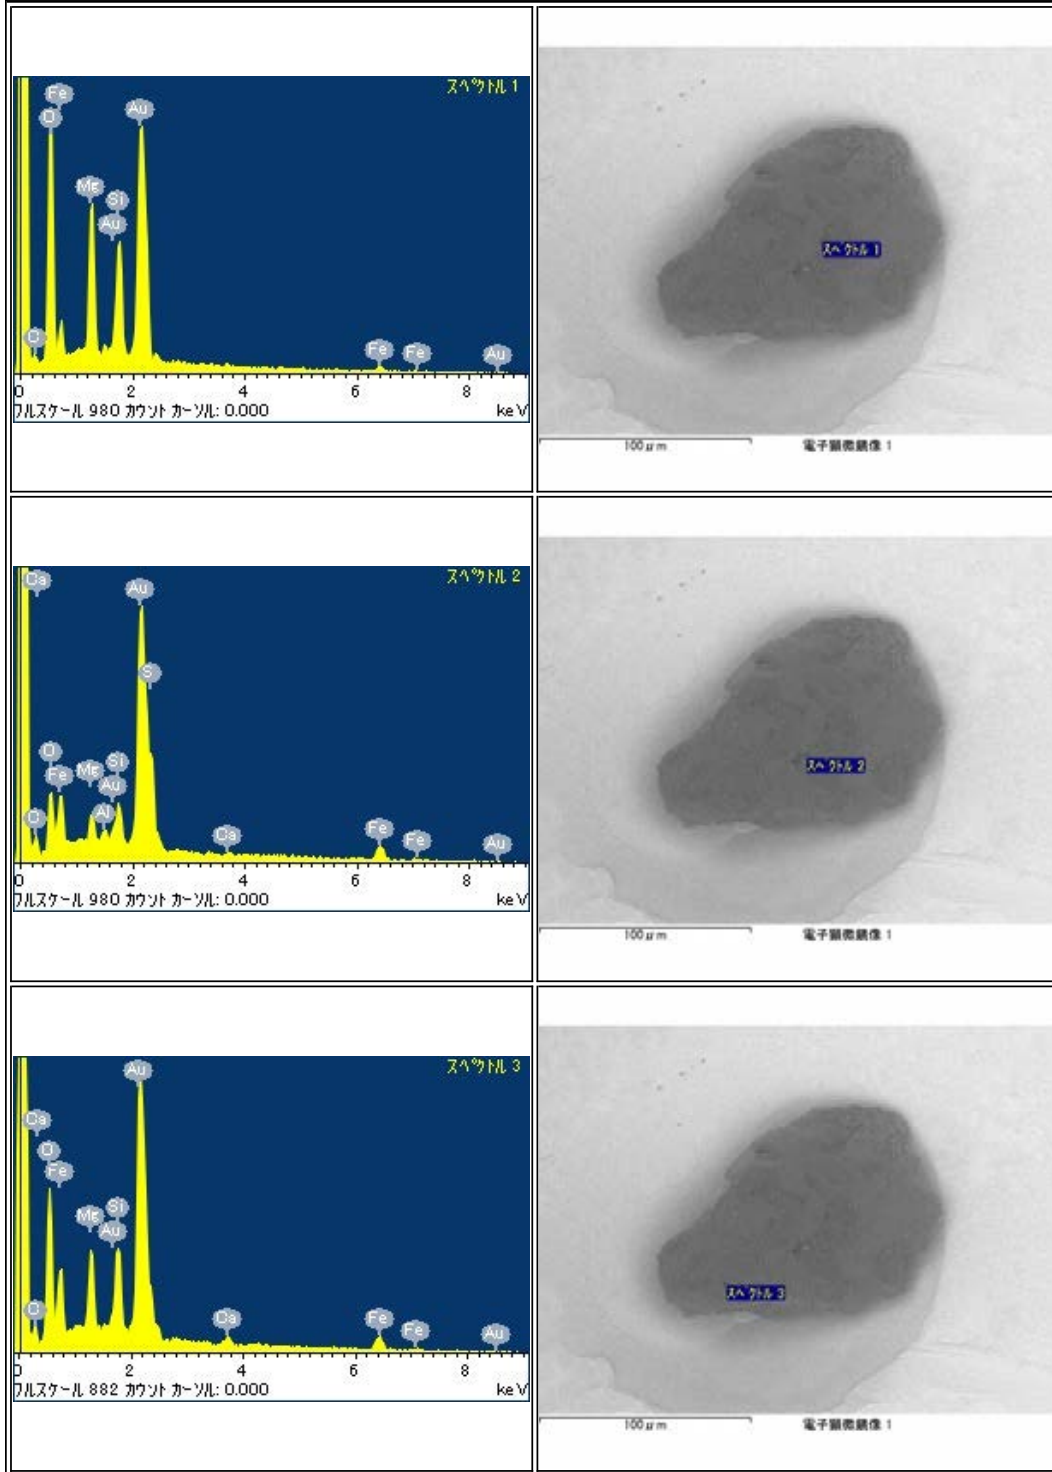 スペクトル 1
Fe
O
Au
Mg
Si
Au
C
Fe
Fe
Au
0 2 4 6 8
フルスケール 980 カウント カーソル: 0.000 keV
スペクトル 1
100μm 電子顕微鏡像 1
スペクトル 2
Ca
Au
S
O
Fe
Mg
Si
Au
Al
C
Ca
Fe
Fe
Au
0 2 4 6 8
フルスケール 980 カウント カーソル: 0.000 keV
スペクトル 2
100μm 電子顕微鏡像 1
スペクトル 3
Au
Ca
O
Fe
Mg
Si
Au
C
Ca
Fe
Fe
Au
0 2 4 6 8
フルスケール 882 カウント カーソル: 0.000 keV
スペクトル 3
100μm 電子顕微鏡像 1